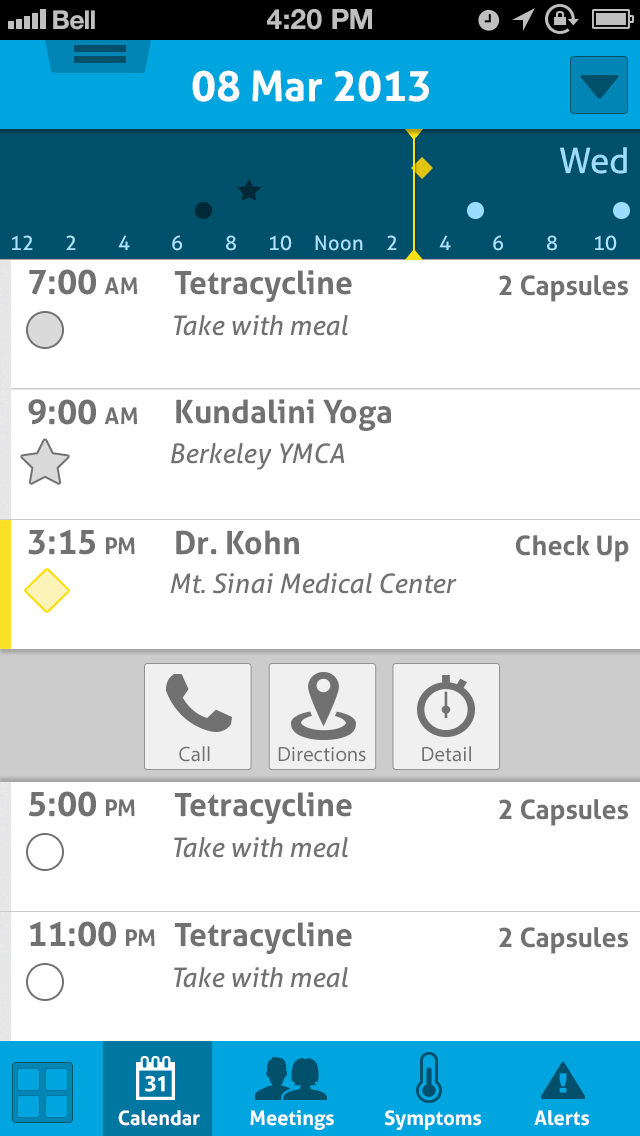 Bell 4:20 PM
08 Mar 2013
Wed
12 2 4 6 8 10 Noon 2 4 6 8 10
7:00 AM Tetracycline 2 Capsules
Take with meal
9:00 AM Kundalini Yoga
Berkeley YMCA
3:15 PM Dr. Kohn Check Up
Mt. Sinai Medical Center
Call Directions Detail
5:00 PM Tetracycline 2 Capsules
Take with meal
11:00 PM Tetracycline 2 Capsules
Take with meal
31
Calendar Meetings Symptoms Alerts